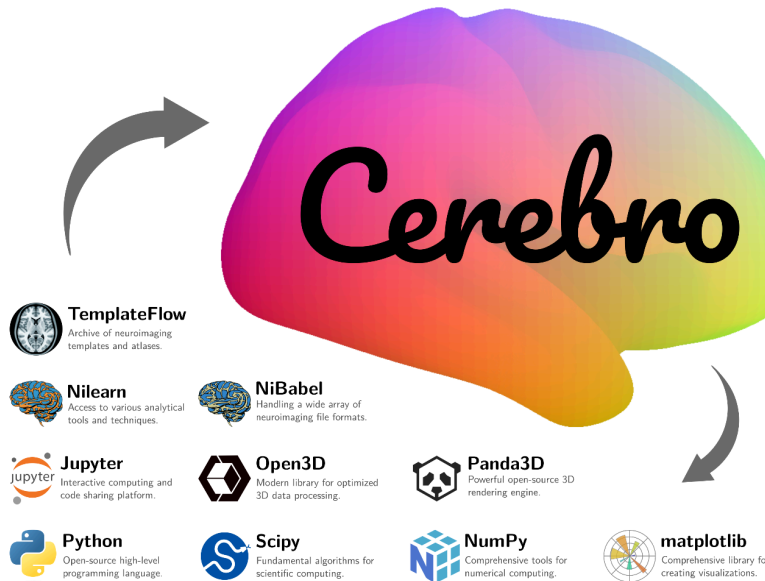 Cerebro
TemplateFlow
Archive of neuroimaging
templates and atlases.
Nilearn
Access to various analytical
tools and techniques.
NiBabel
Handling a wide array of
neuroimaging file formats.
jupyter
Jupyter
Interactive computing and
code sharing platform.
Open3D
Modern library for optimized
3D data processing.
Panda3D
Powerful open-source 3D
rendering engine.
Python
Open-source high-level
programming language.
Scipy
Fundamental algorithms for
scientific computing.
NumPy
Comprehensive tools for
numerical computing.
matplotlib
Comprehensive library fo
creating visualizations.